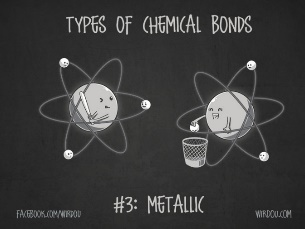 TYPES OF CHEMICAL BONDS
#3: METALLIC
FACEBOOK.COM/WIRDOU
WIRDOU.COM